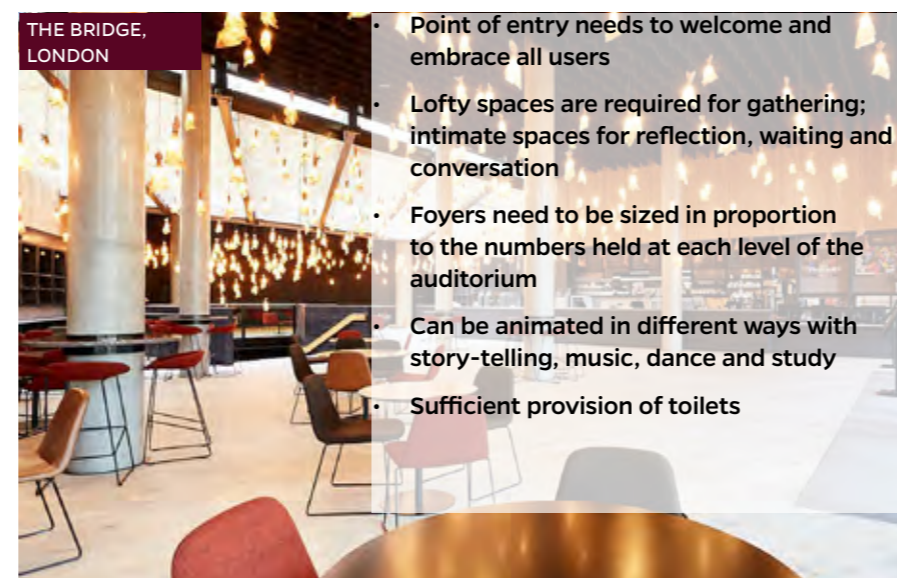 THE BRIDGE,
LONDON
• Point of entry needs to welcome and
embrace all users
• Lofty spaces are required for gathering;
intimate spaces for reflection, waiting and
conversation
• Foyers need to be sized in proportion
to the numbers held at each level of the
auditorium
• Can be animated in different ways with
story-telling, music, dance and study
• Sufficient provision of toilets